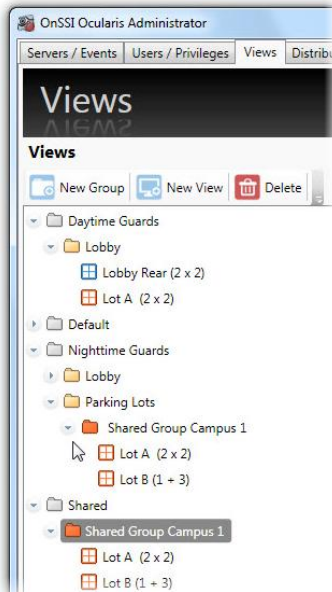 OnSSI Ocularis Administrator
Servers / Events Users / Privileges Views Distribu
Views
Views
New Group New View Delete
Daytime Guards
Lobby
Lobby Rear (2 x 2)
Lot A (2 x 2)
Default
Nighttime Guards
Lobby
Parking Lots
Shared Group Campus 1
Lot A (2 x 2)
Lot B (1 + 3)
Shared
Shared Group Campus 1
Lot A (2 x 2)
Lot B (1 + 3)